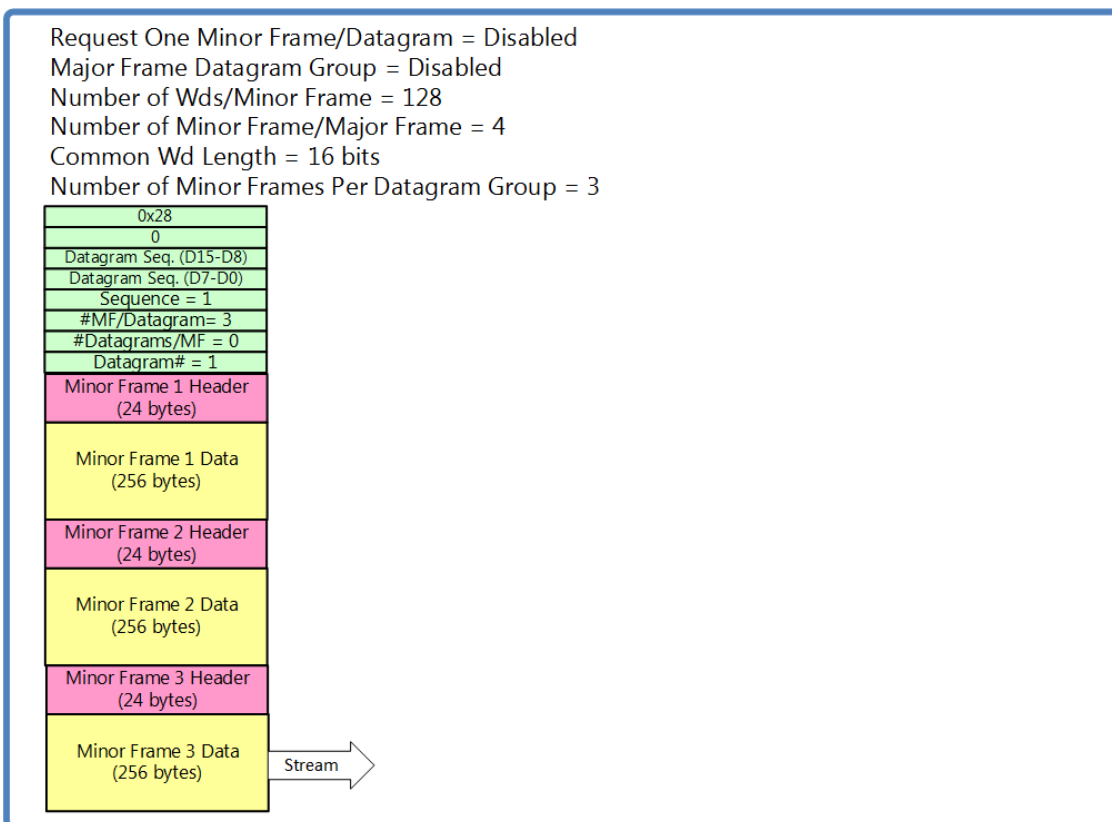 Request One Minor Frame/Datagram = Disabled
Major Frame Datagram Group = Disabled
Number of Wds/Minor Frame = 128
Number of Minor Frame/Major Frame = 4
Common Wd Length = 16 bits
Number of Minor Frames Per Datagram Group = 3
0x28
0
Datagram Seq. (D15-D8)
Datagram Seq. (D7-D0)
Sequence = 1
#MF/Datagram= 3
#Datagrams/MF = 0
Datagram# = 1
Minor Frame 1 Header
(24 bytes)
Minor Frame 1 Data
(256 bytes)
Minor Frame 2 Header
(24 bytes)
Minor Frame 2 Data
(256 bytes)
Minor Frame 3 Header
(24 bytes)
Minor Frame 3 Data
(256 bytes)
Stream